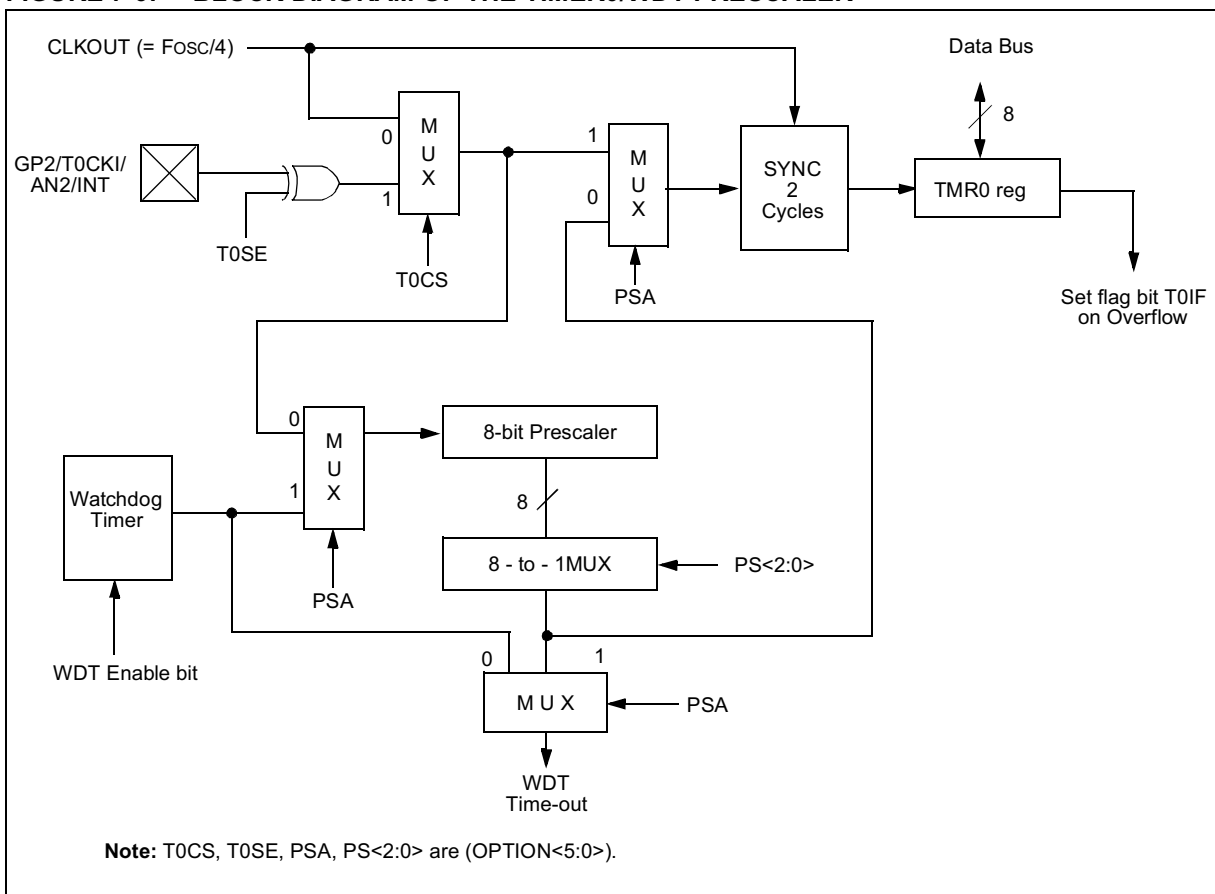 CLKOUT (= FOSC/4)
Data Bus
8
M
U
X
0
1
M
U
X
1
0
SYNC
2
Cycles
TMR0 reg
GP2/T0CKI/
AN2/INT
T0SE
T0CS
PSA
Set flag bit T0IF
on Overflow
0
1
M
U
X
8-bit Prescaler
Watchdog
Timer
8
8 - to - 1MUX
PS<2:0>
PSA
WDT Enable bit
0
1
M U X
PSA
WDT
Time-out
Note: T0CS, T0SE, PSA, PS<2:0> are (OPTION<5:0>).